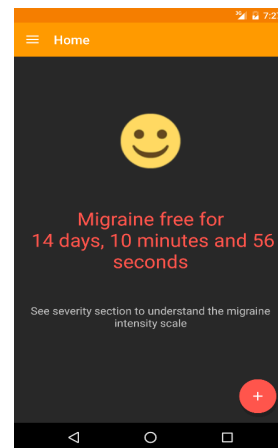 7:2
Home
Migraine free for
14 days, 10 minutes and 56
seconds
See severity section to understand the migraine
intensity scale
+